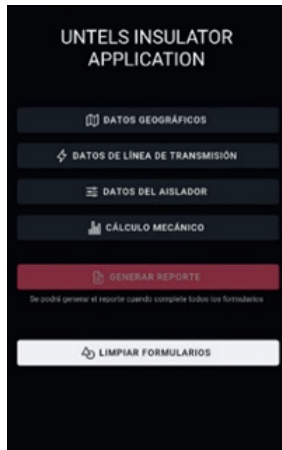 UNTELS INSULATOR
APPLICATION
DATOS GEOGRÁFICOS
DATOS DE LÍNEA DE TRANSMISIÓN
DATOS DEL AISLADOR
CÁLCULO MECÁNICO
GENERAR REPORTE
Se podrá generar el reporte cuando complete todos los formularios
LIMPIAR FORMULARIOS